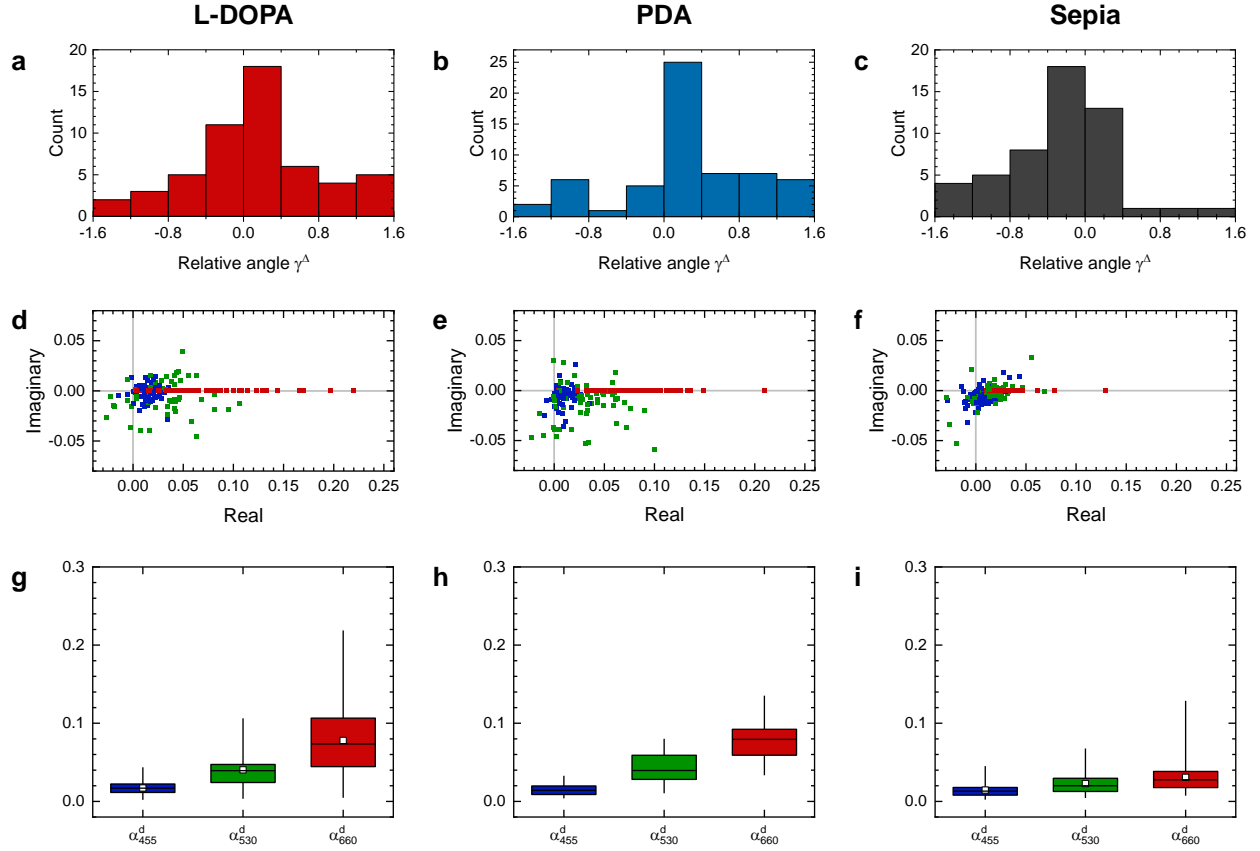 L-DOPA PDA Sepia
a b c
20
15
10
5
0
Count
-1.6 -0.8 0.0 0.8 1.6
Relative angle γ^Δ
25
20
15
10
5
0
Count
-1.6 -0.8 0.0 0.8 1.6
Relative angle γ^Δ
20
15
10
5
0
Count
-1.6 -0.8 0.0 0.8 1.6
Relative angle γ^Δ
d e f
0.05
0.00
-0.05
Imaginary
0.00 0.05 0.10 0.15 0.20 0.25
Real
0.05
0.00
-0.05
Imaginary
0.00 0.05 0.10 0.15 0.20 0.25
Real
0.05
0.00
-0.05
Imaginary
0.00 0.05 0.10 0.15 0.20 0.25
Real
g h i
0.3
0.2
0.1
0.0
α^d_455 α^d_530 α^d_660
0.3
0.2
0.1
0.0
α^d_455 α^d_530 α^d_660
0.3
0.2
0.1
0.0
α^d_455 α^d_530 α^d_660